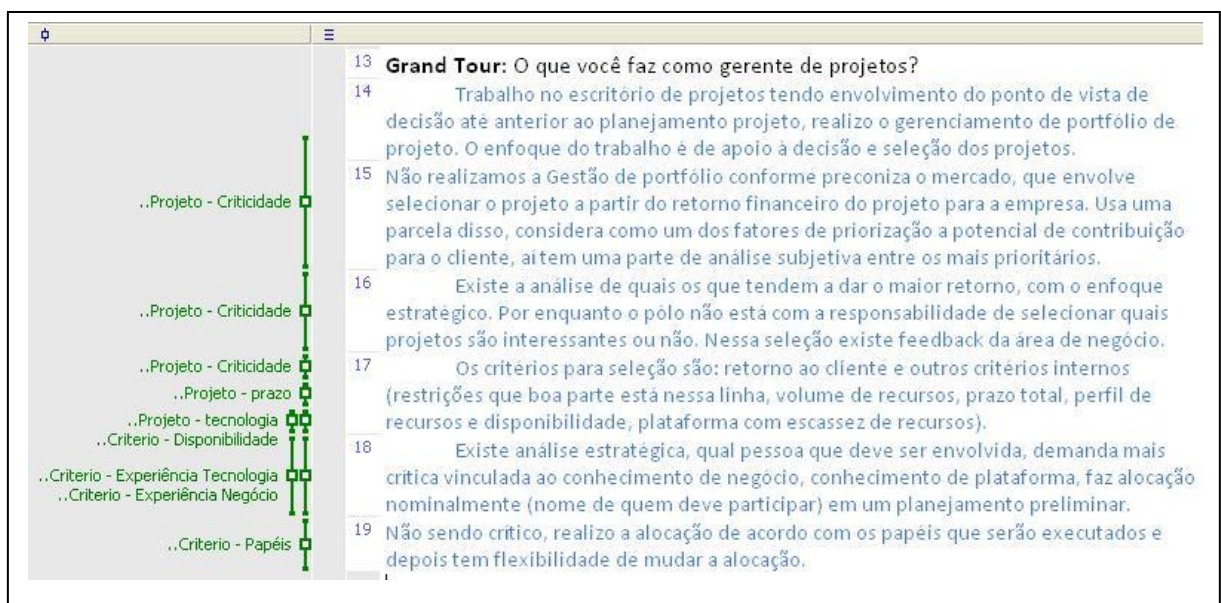 13 Grand Tour: O que você faz como gerente de projetos?
14 Trabalho no escritório de projetos tendo envolvimento do ponto de vista de
decisão até anterior ao planejamento projeto, realizo o gerenciamento de portfólio de
projeto. O enfoque do trabalho é de apoio à decisão e seleção dos projetos.
15 Não realizamos a Gestão de portfólio conforme preconiza o mercado, que envolve
..Projeto - Criticidade selecionar o projeto a partir do retorno financeiro do projeto para a empresa. Usa uma
parcela disso, considera como um dos fatores de priorização a potencial de contribuição
para o cliente, aí tem uma parte de análise subjetiva entre os mais prioritários.
16 Existe a análise de quais os que tendem a dar o maior retorno, com o enfoque
..Projeto - Criticidade estratégico. Por enquanto o pólo não está com a responsabilidade de selecionar quais
projetos são interessantes ou não. Nessa seleção existe feedback da área de negócio.
..Projeto - Criticidade 17 Os critérios para seleção são: retorno ao cliente e outros critérios internos
..Projeto - prazo (restrições que boa parte está nessa linha, volume de recursos, prazo total, perfil de
..Projeto - tecnologia recursos e disponibilidade, plataforma com escassez de recursos).
..Criterio - Disponibilidade 18 Existe análise estratégica, qual pessoa que deve ser envolvida, demanda mais
..Criterio - Experiência Tecnologia crítica vinculada ao conhecimento de negócio, conhecimento de plataforma, faz alocação
..Criterio - Experiência Negócio nominalmente (nome de quem deve participar) em um planejamento preliminar.
..Criterio - Papéis 19 Não sendo crítico, realizo a alocação de acordo com os papéis que serão executados e
depois tem flexibilidade de mudar a alocação.